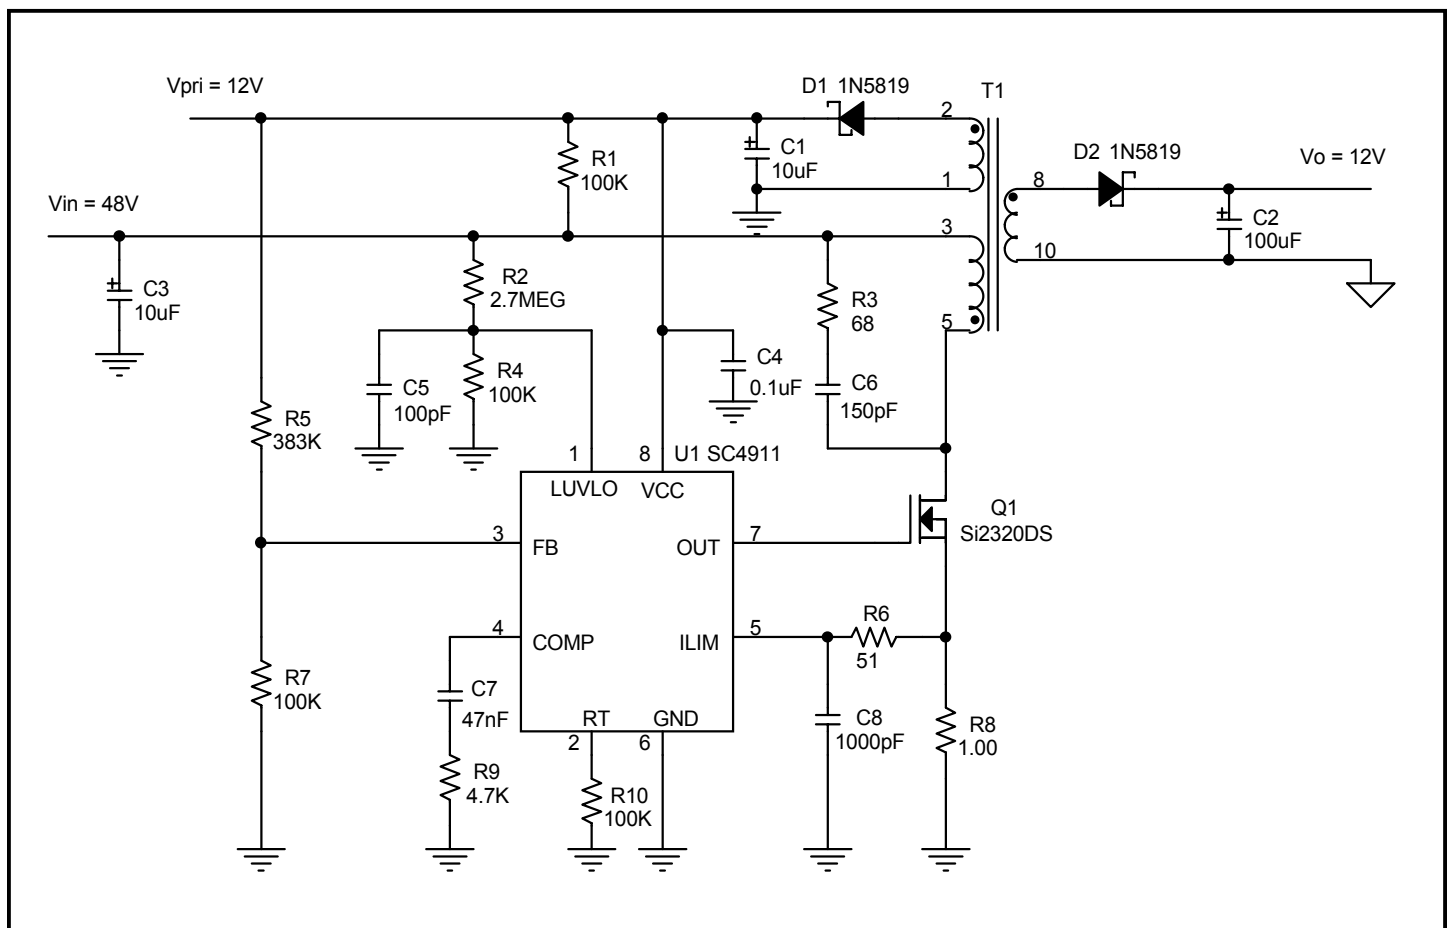 Vpri = 12V
D1 1N5819
T1
2
R1
100K
C1
10uF
+
D2 1N5819
Vo = 12V
1
8
Vin = 48V
3
+
C2
100uF
10
R2
2.7MEG
+
C3
10uF
R3
68
5
C5
100pF
R4
100K
C4
0.1uF
C6
150pF
R5
383K
1
8
U1 SC4911
LUVLO
VCC
Q1
Si2320DS
3
FB
OUT
7
4
COMP
ILIM
5
R6
51
R7
100K
C7
47nF
RT
GND
2
6
C8
1000pF
R8
1.00
R9
4.7K
R10
100K